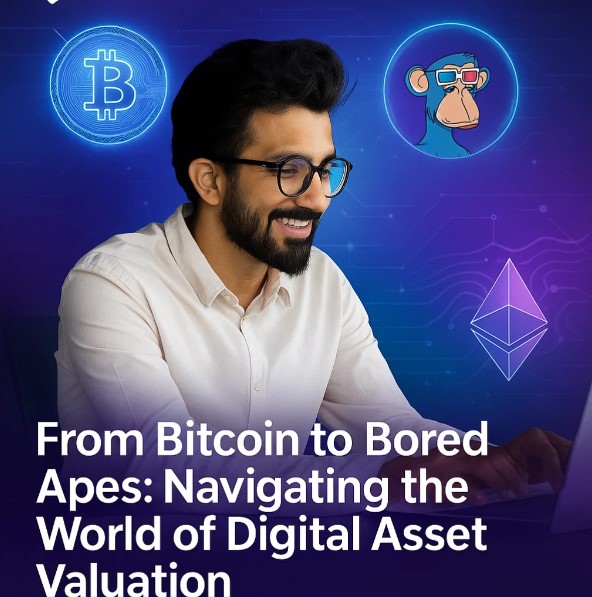 From Bitcoin to Bored
Apes: Navigating the
World of Digital Asset
Valuation